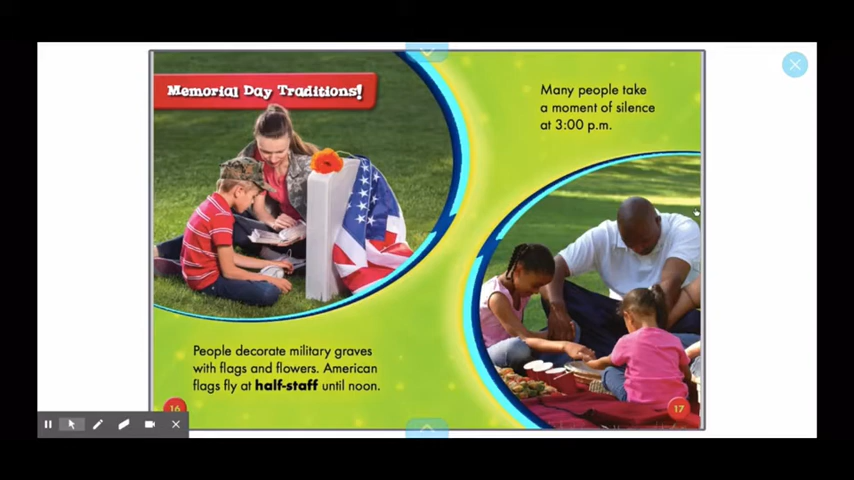 Memorial Day Traditions!
Many people take
a moment of silence
at 3:00 p.m.
People decorate military graves
with flags and flowers. American
flags fly at half-staff until noon.
16
17